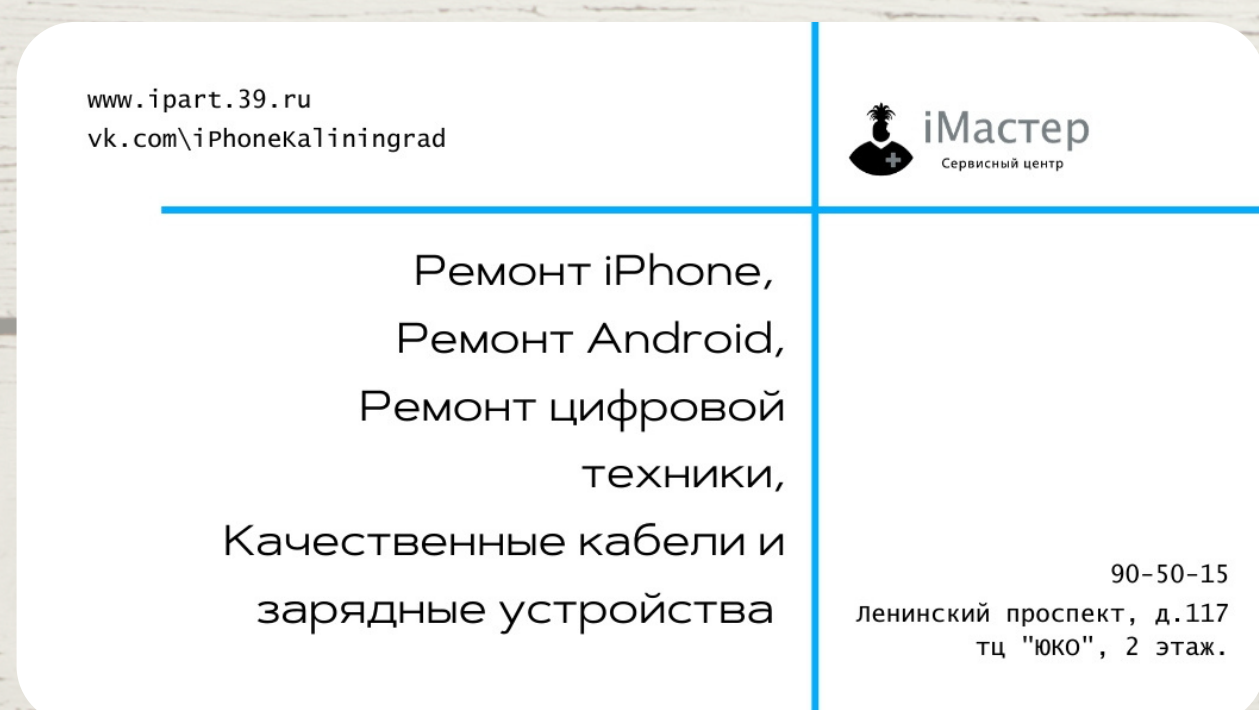 www.ipart.39.ru
vk.com\iPhoneKaliningrad
iМастер
Сервисный центр
Ремонт iPhone,
Ремонт Android,
Ремонт цифровой
техники,
Качественные кабели и
зарядные устройства
90-50-15
Ленинский проспект, д.117
тц "ЮКО", 2 этаж.